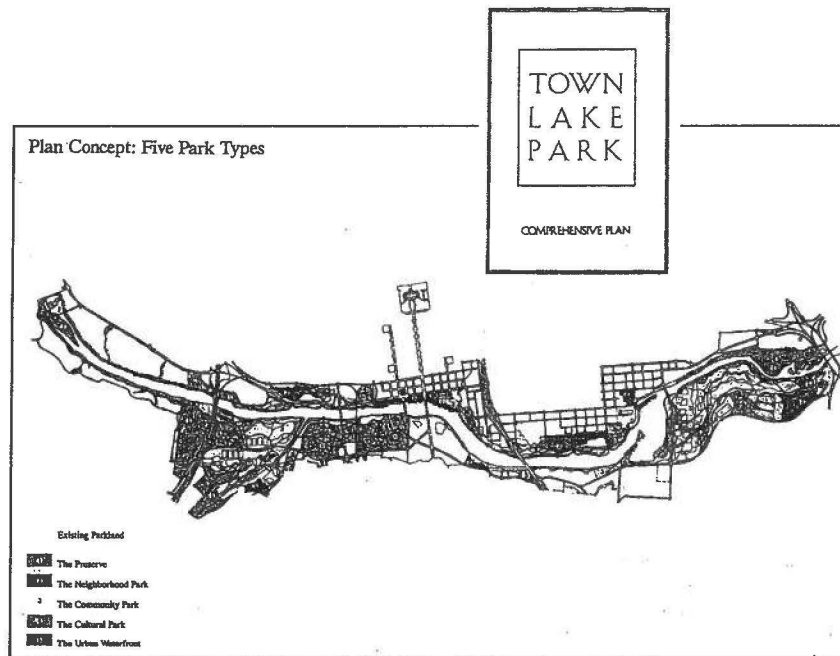 TOWN
LAKE
PARK
COMPREHENSIVE PLAN
Plan Concept: Five Park Types
Existing Parkland
The Preserve
The Neighborhood Park
The Community Park
The Cultural Park
The Urban Waterfront